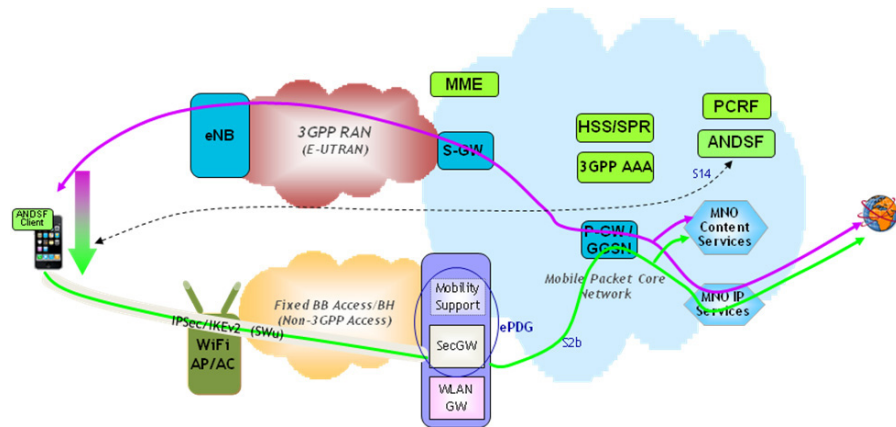 MME
PCRF
eNB
3GPP RAN
(E-UTRAN)
HSS/SPR
S-GW
ANDSF
3GPP AAA
S14
ANDSF
Client
MNO
Content
Services
P-GW /
GGSN
Mobile Packet Core
Network
Mobility
Support
Fixed BB Access/BH
(Non-3GPP Access)
MNO IP
Services
ePDG
IPSec/IKEv2 (SWu)
SecGW
S2b
WiFi
AP/AC
WLAN
GW